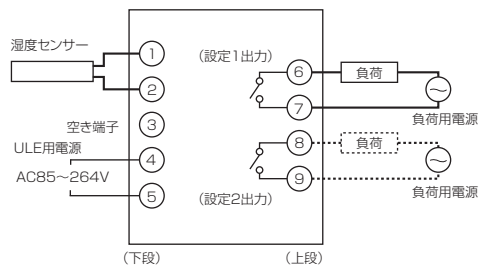 湿度センサー
①
②
空き端子
③
ULE用電源
④
AC85～264V
⑤
(設定1出力)
⑥
負荷
⑦
負荷用電源
⑧
負荷
⑨
(設定2出力)
負荷用電源
(下段)
(上段)